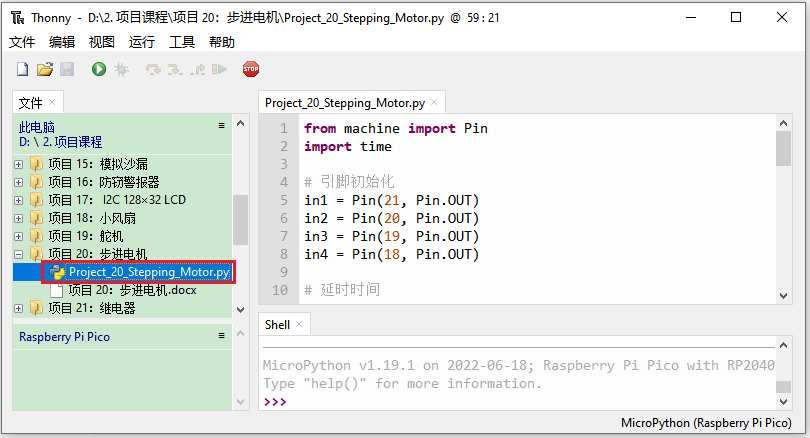 Thonny - D:\2. 项目课程\项目 20：步进电机\Project_20_Stepping_Motor.py @ 59:21
文件 编辑 视图 运行 工具 帮助
STOP
文件
此电脑
D: \ 2. 项目课程
项目 15：模拟沙漏
项目 16：防窃警报器
项目 17： I2C 128×32 LCD
项目 18：小风扇
项目 19：舵机
项目 20：步进电机
Project_20_Stepping_Motor.py
项目 20：步进电机.docx
项目 21：继电器
Raspberry Pi Pico
Project_20_Stepping_Motor.py
1 from machine import Pin
2 import time
3
4 # 引脚初始化
5 in1 = Pin(21, Pin.OUT)
6 in2 = Pin(20, Pin.OUT)
7 in3 = Pin(19, Pin.OUT)
8 in4 = Pin(18, Pin.OUT)
9
10 # 延时时间
Shell
MicroPython v1.19.1 on 2022-06-18; Raspberry Pi Pico with RP2040
Type "help()" for more information.
>>>
MicroPython (Raspberry Pi Pico)